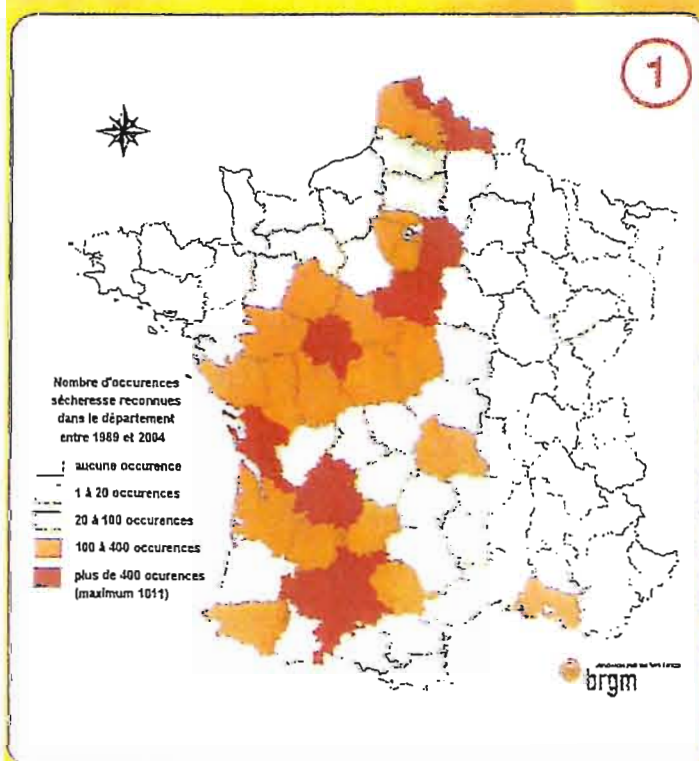 1
Nombre d'occurences
sécheresse reconnues
dans le département
entre 1989 et 2004
aucune occurence
1 à 20 occurences
20 à 100 occurences
100 à 400 occurences
plus de 400 ocurences
(maximum 1011)
brgm